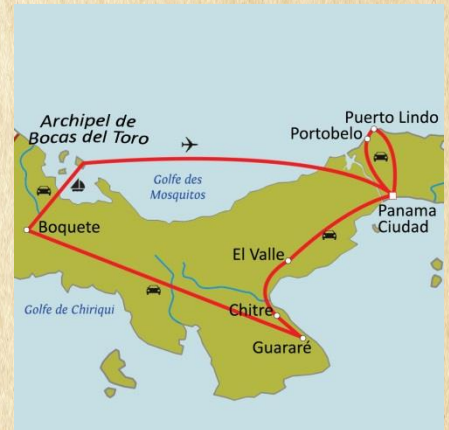 Puerto Lindo
Portobelo
Archipel de
Bocas del Toro
Golfe des
Mosquitos
Panama
Ciudad
Boquete
El Valle
Golfe de Chiriqui
Chitre
Guararé